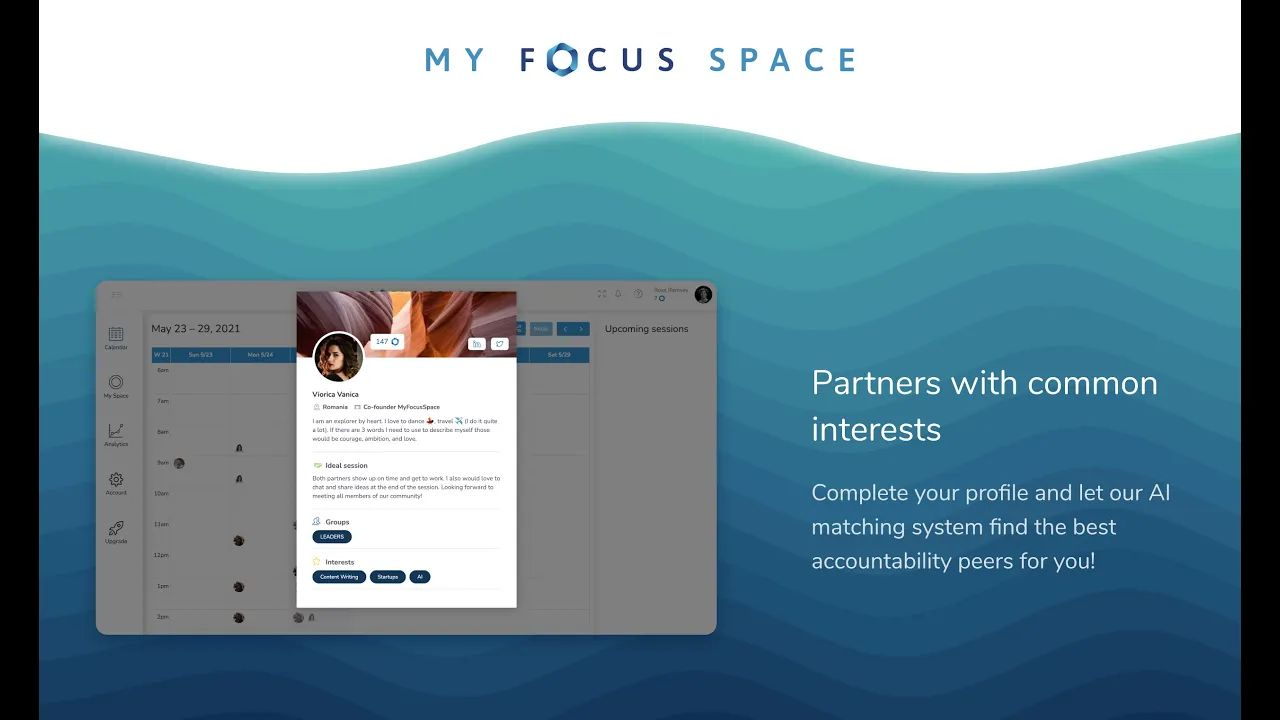 MY FOCUS SPACE
Rose Ramsey
7
May 23 – 29, 2021
Upcoming sessions
W 21
Sun 5/23
Mon 5/24
Sat 5/29
Calendar
My Space
Analytics
Account
Upgrade
6am
7am
8am
9am
10am
11am
12pm
1pm
2pm
147
Viorica Vanica
Romania
Co-founder MyFocusSpace
I am an explorer by heart. I love to dance 💃, travel ✈️ (I do it quite
a lot). If there are 3 words I need to use to describe myself those
would be courage, ambition, and love.
Ideal session
Both partners show up on time and get to work. I also would love to
chat and share ideas at the end of the session. Looking forward to
meeting all members of our community!
Groups
LEADERS
Interests
Content Writing
Startups
AI
Partners with common
interests
Complete your profile and let our AI
matching system find the best
accountability peers for you!